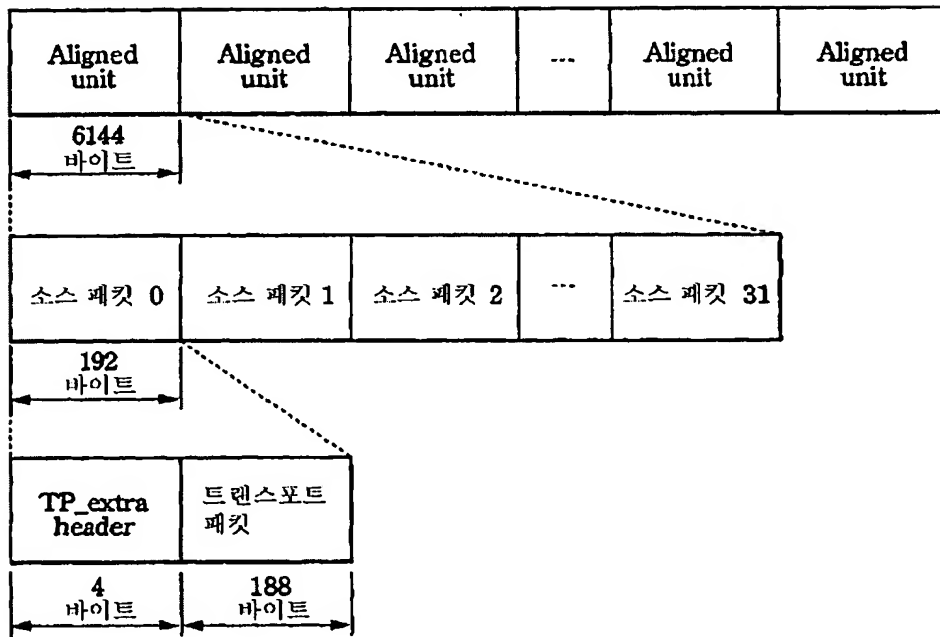 Aligned unit
Aligned unit
Aligned unit
---
Aligned unit
Aligned unit
6144
바이트
소스 패킷 0
소스 패킷 1
소스 패킷 2
---
소스 패킷 31
192
바이트
TP_extra header
트랜스포트 패킷
4
바이트
188
바이트